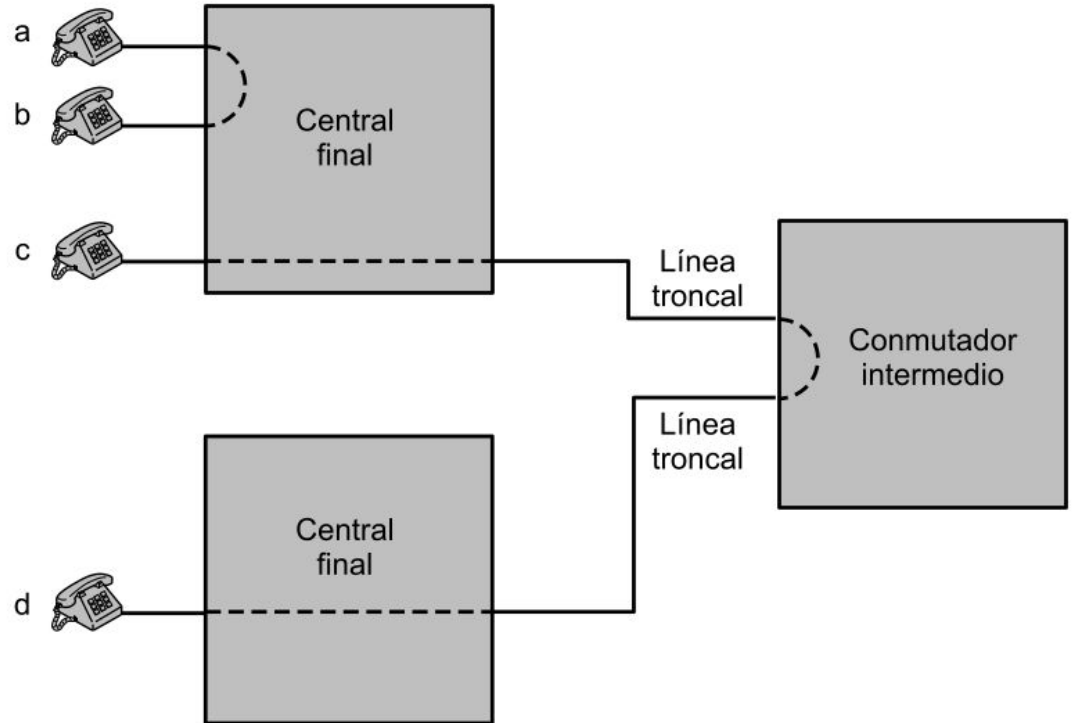 a
b
Central
final
c
Línea
troncal
Conmutador
intermedio
Línea
troncal
Central
final
d